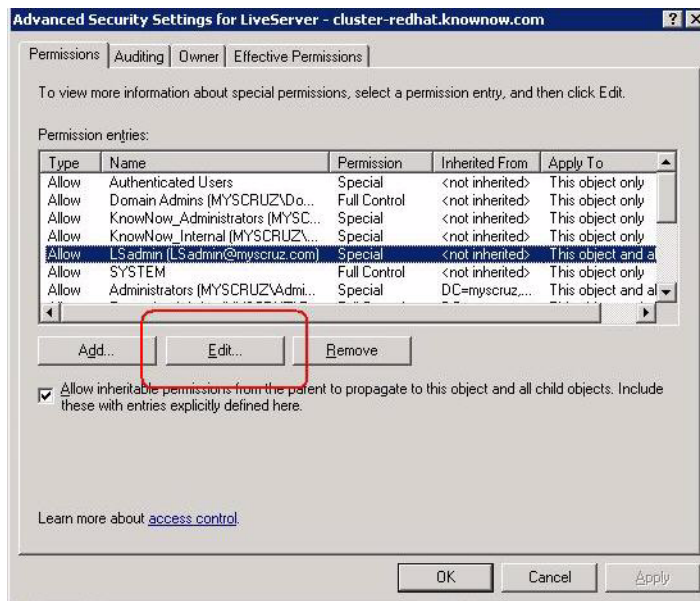 Advanced Security Settings for LiveServer - cluster-redhat.knownow.com
Permissions Auditing Owner Effective Permissions
To view more information about special permissions, select a permission entry, and then click Edit.
Permission entries:
Type Name Permission Inherited From Apply To
Allow Authenticated Users Special <not inherited> This object only
Allow Domain Admins (MYSCRUZ\Do... Full Control <not inherited> This object only
Allow KnowNow_Administrators (MYSC... Special <not inherited> This object only
Allow KnowNow_Internal (MYSCRUZ\... Special <not inherited> This object only
Allow LSadmin (LSadmin@myscruz.com) Special <not inherited> This object and al
Allow SYSTEM Full Control <not inherited> This object only
Allow Administrators (MYSCRUZ\Admi... Special DC=myscruz,... This object and al
Add... Edit... Remove
Allow inheritable permissions from the parent to propagate to this object and all child objects. Include
these with entries explicitly defined here.
Learn more about access control.
OK Cancel Apply